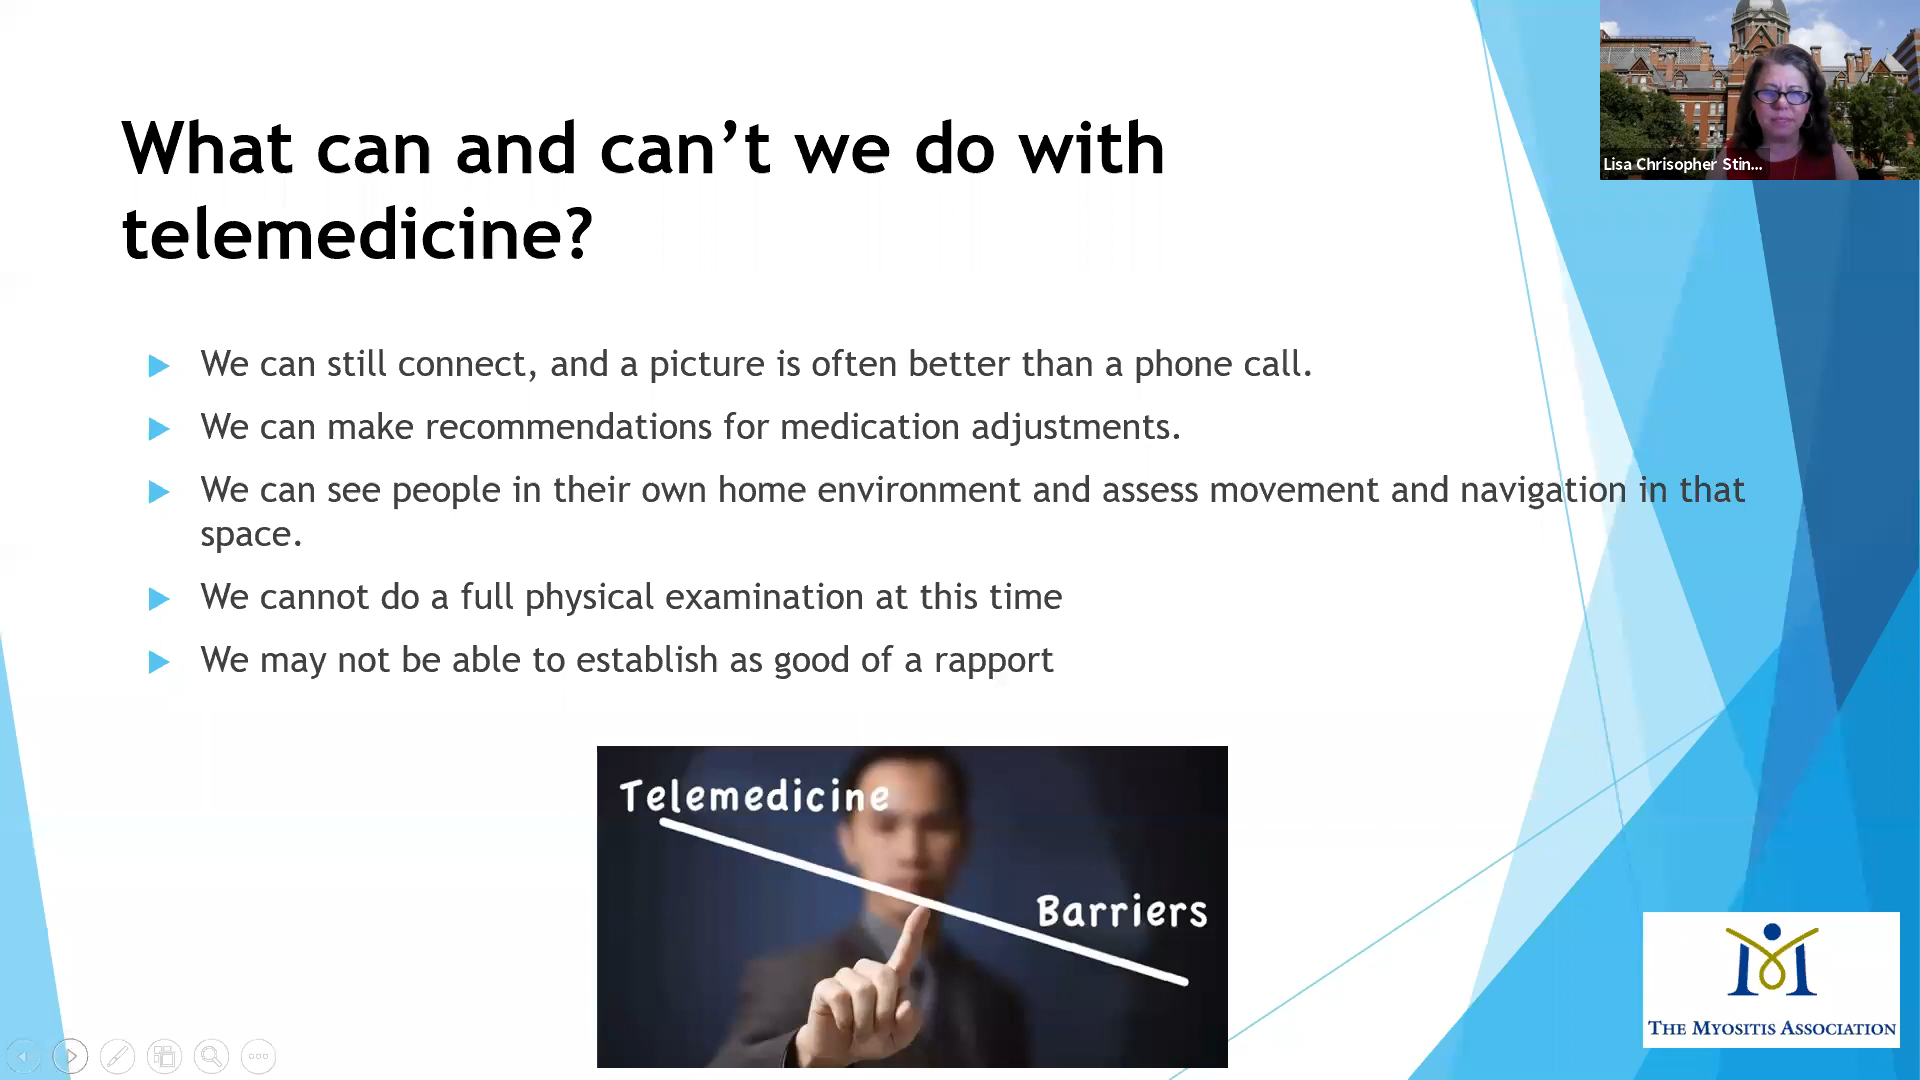 What can and can’t we do with
telemedicine?
We can still connect, and a picture is often better than a phone call.
We can make recommendations for medication adjustments.
We can see people in their own home environment and assess movement and navigation in that
space.
We cannot do a full physical examination at this time
We may not be able to establish as good of a rapport
Telemedicine
Barriers
Lisa Chrisopher Stin...
THE MYOSITIS ASSOCIATION